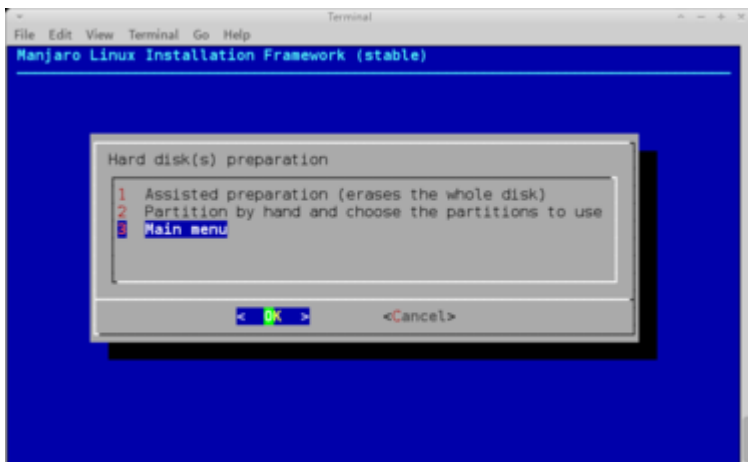 Terminal
File Edit View Terminal Go Help
Manjaro Linux Installation Framework (stable)
Hard disk(s) preparation
1 Assisted preparation (erases the whole disk)
2 Partition by hand and choose the partitions to use
3 Main menu
< OK > <Cancel>